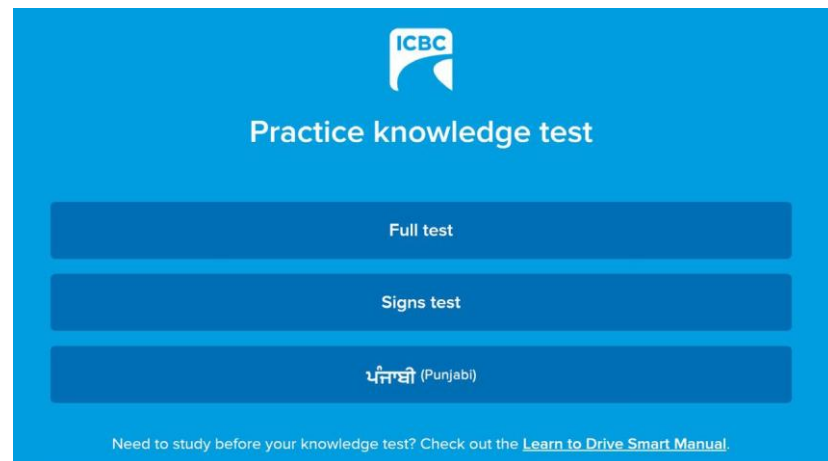 ICBC
Practice knowledge test
Full test
Signs test
ਪੰਜਾਬੀ (Punjabi)
Need to study before your knowledge test? Check out the Learn to Drive Smart Manual.